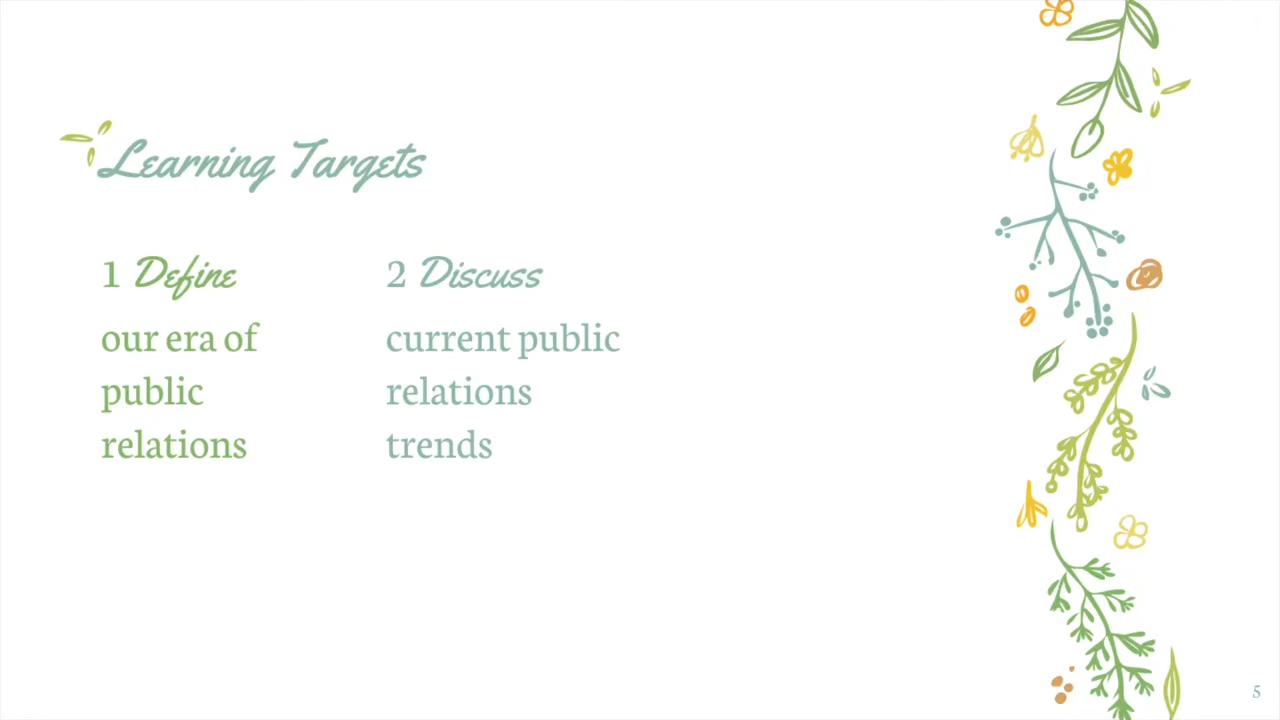 Learning Targets
1 Define
our era of
public
relations
2 Discuss
current public
relations
trends
5